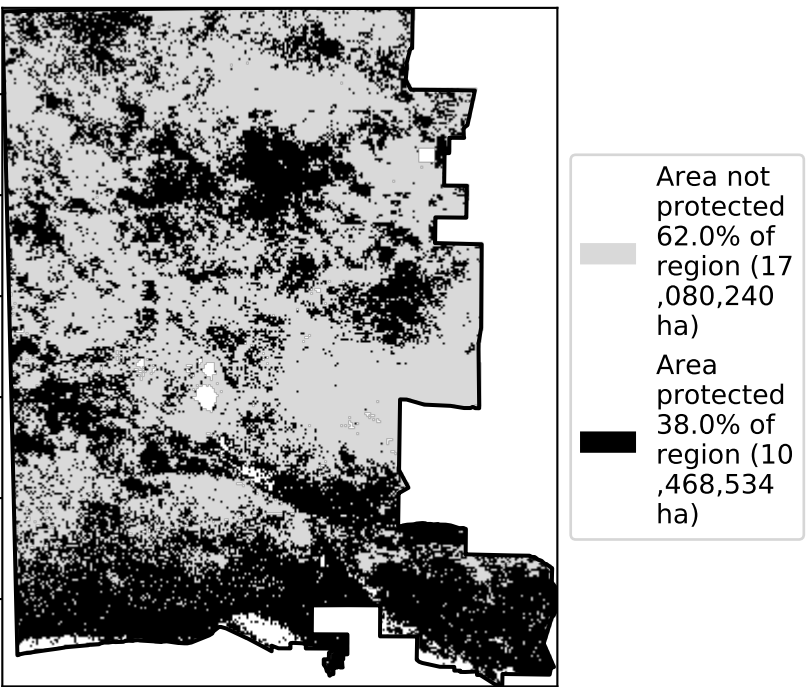 Area not
protected
62.0% of
region (17
,080,240
ha)
Area
protected
38.0% of
region (10
,468,534
ha)